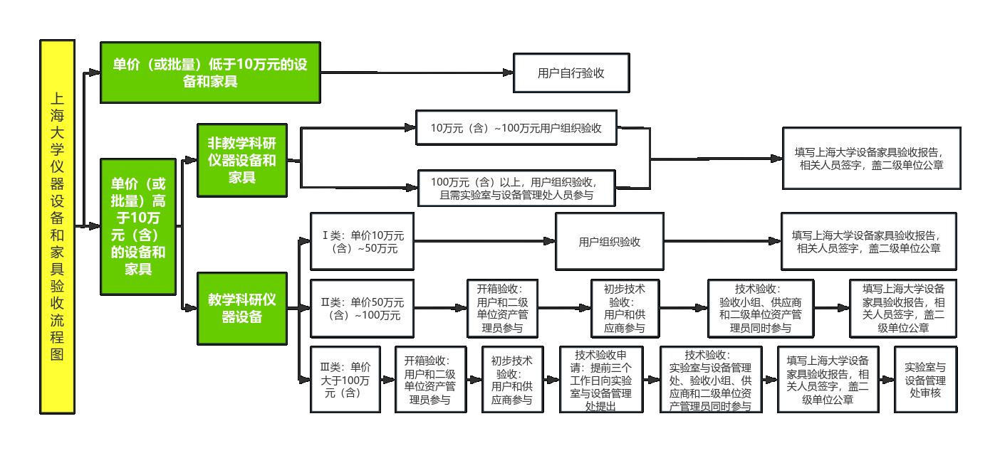 上海大学仪器设备和家具验收流程图
单价（或批量）低于10万元的设
备和家具
用户自行验收
单价（或
批量）高
于10万
元（含）
的设备和
家具
非教学科研
仪器设备和
家具
10万元（含）~100万元用户组织验收
100万元（含）以上，用户组织验收，
且需实验室与设备管理处人员参与
填写上海大学设备家具验收报告，
相关人员签字，盖二级单位公章
教学科研仪
器设备
Ⅰ类：单价10万元
（含）~50万元
用户组织验收
填写上海大学设备家具验收报告，
相关人员签字，盖二级单位公章
Ⅱ类：单价50万元
（含）~100万元
开箱验收：
用户和二级
单位资产管
理员参与
初步技术
验收：
用户和供
应商参与
技术验收：
验收小组、供应商
和二级单位资产管
理员同时参与
填写上海大学设备
家具验收报告，相
关人员签字，盖二
级单位公章
Ⅲ类：单价
大于100万
元（含）
开箱验收：
用户和二级
单位资产管
理员参与
初步技术
验收：
用户和供
应商参与
技术验收申
请：提前三个
工作日向实验
室与设备管理
处提出
技术验收：
实验室与设备管理
处、验收小组、供
应商和二级单位资
产管理员同时参与
填写上海大学设备
家具验收报告，相
关人员签字，盖二
级单位公章
实验室与
设备管理
处审核